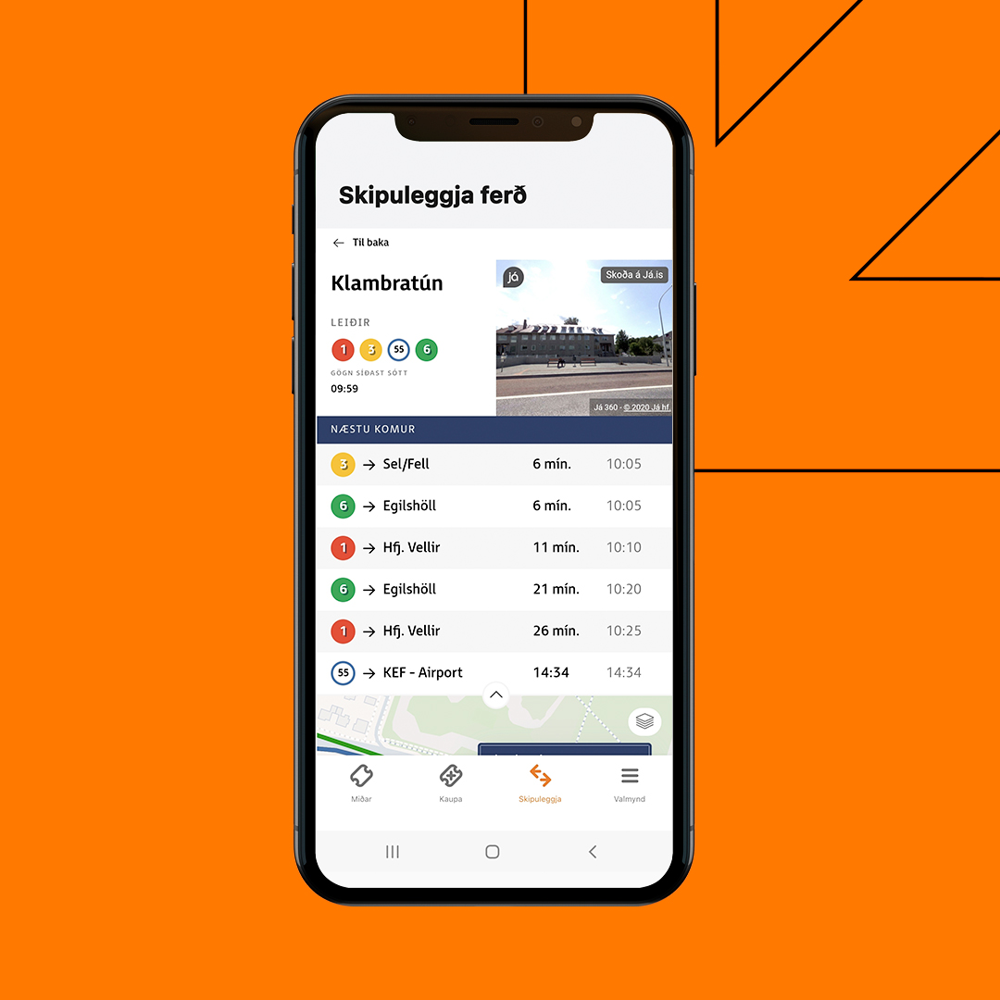 Skipuleggja ferð
Til baka
Klambratún
LEIÐIR
1 3 55 6
GÖGN SÍÐAST SÓTT
09:59
já
Skoða á Já.is
Já 360 - © 2020 Já hf.
NÆSTU KOMUR
3 → Sel/Fell 6 mín. 10:05
6 → Egilshöll 6 mín. 10:05
1 → Hfj. Vellir 11 mín. 10:10
6 → Egilshöll 21 mín. 10:20
1 → Hfj. Vellir 26 mín. 10:25
55 → KEF - Airport 14:34 14:34
Miðar Kaupa Skipuleggja Valmynd